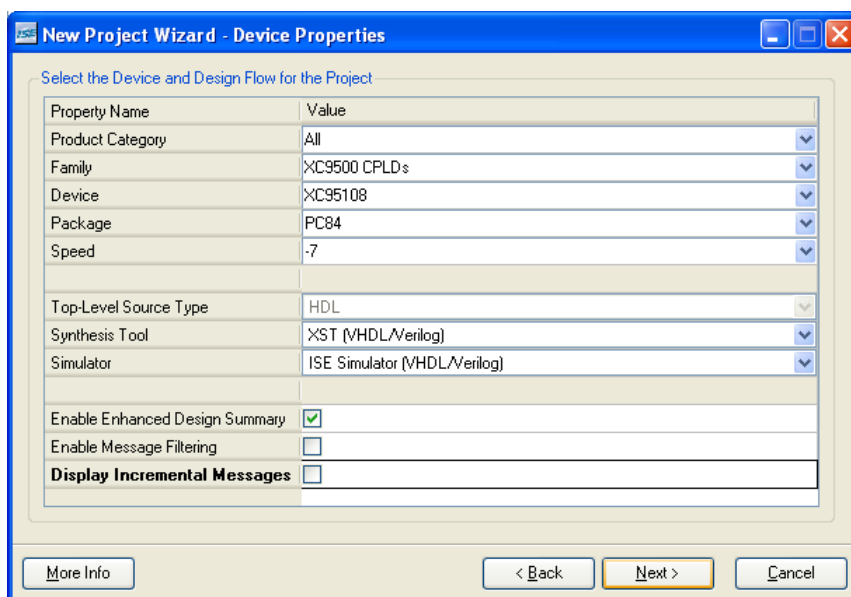 ISE New Project Wizard - Device Properties
Select the Device and Design Flow for the Project
Property Name Value
Product Category All
Family XC9500 CPLDs
Device XC95108
Package PC84
Speed -7
Top-Level Source Type HDL
Synthesis Tool XST (VHDL/Verilog)
Simulator ISE Simulator (VHDL/Verilog)
Enable Enhanced Design Summary
Enable Message Filtering
Display Incremental Messages
More Info < Back Next > Cancel